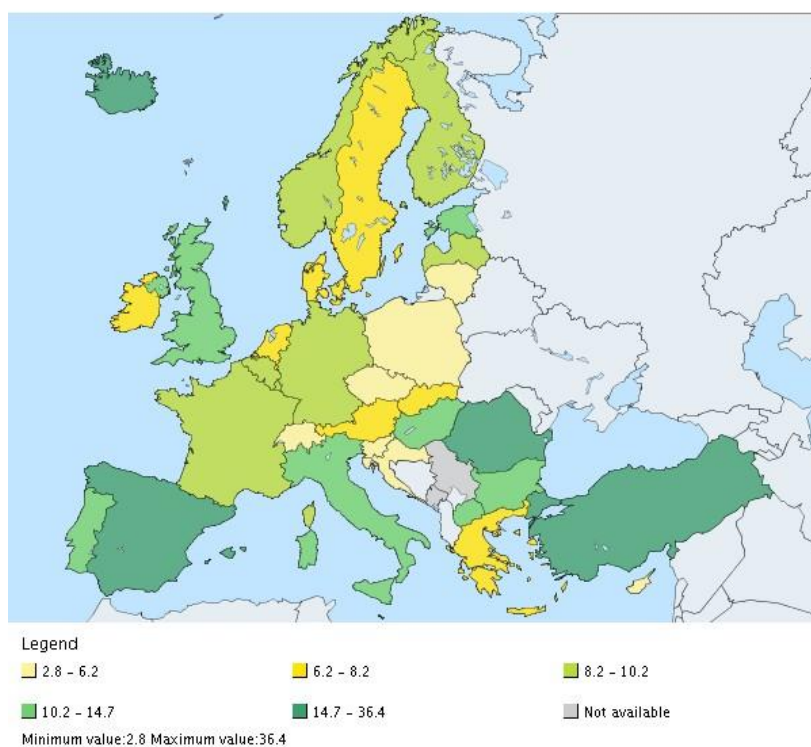 Legend
2.8 - 6.2
6.2 - 8.2
8.2 - 10.2
10.2 - 14.7
14.7 - 36.4
Not available
Minimum value:2.8 Maximum value:36.4